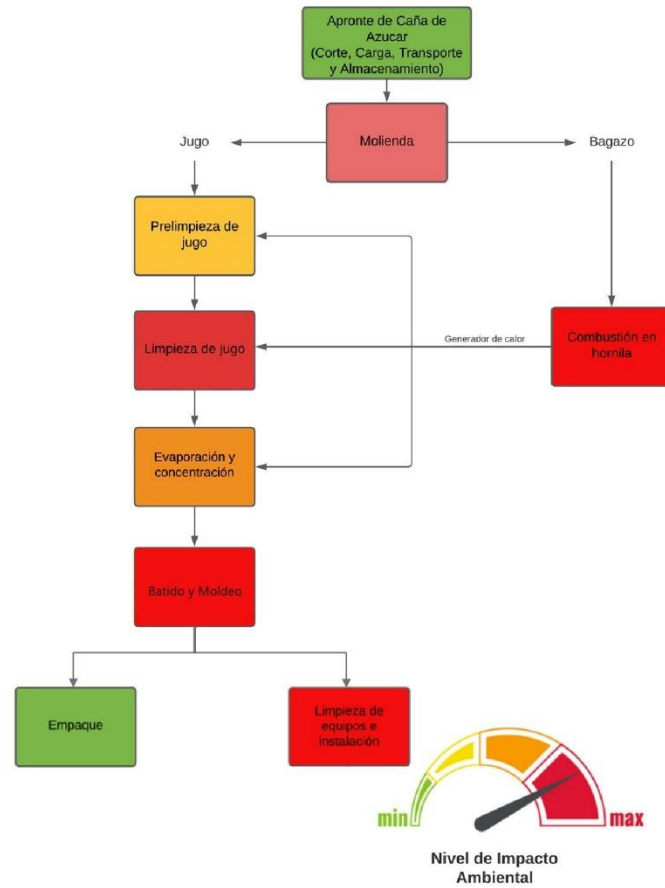 Apronte de Caña de
Azucar
(Corte, Carga, Transporte
y Almacenamiento)
Jugo
Molienda
Bagazo
Prelimpieza de
jugo
Limpieza de jugo
Generador de calor
Combustión en
hornila
Evaporación y
concentración
Batido y Moldeo
Empaque
Limpieza de
equipos e
instalación
min
max
Nivel de Impacto
Ambiental